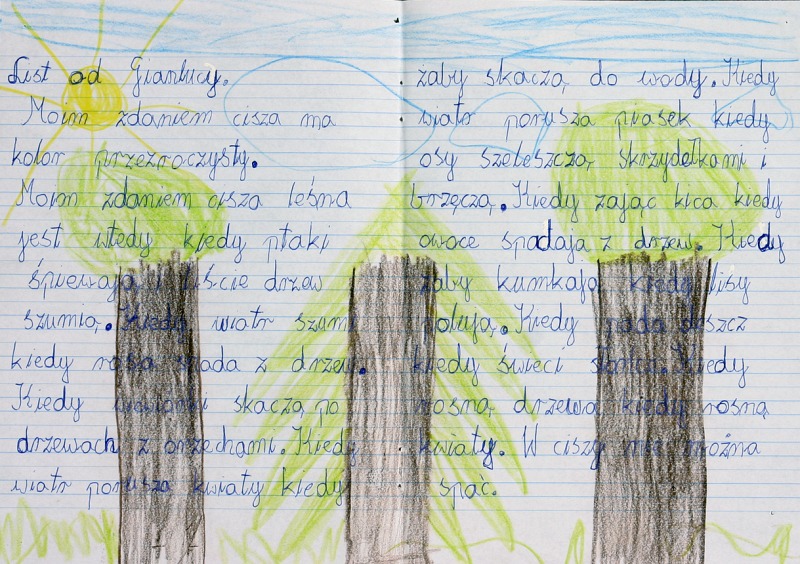 List od Gianlucy.
Moim zdaniem cisza ma
kolor przezroczysty.
Moim zdaniem cisza leśna
jest wtedy kiedy ptaki
śpiewają i liście drzew
szumią. Kiedy wiatr szumi
kiedy rosa spada z drzew.
Kiedy wiewiórki skaczą po
drzewach z orzechami. Kiedy
wiatr porusza kwiaty kiedy
żaby skaczą do wody. Kiedy
wiatr porusza piasek kiedy
osy szeleszczą skrzydełkami i
brzęczą. Kiedy zając kica kiedy
owoce spadają z drzew. Kiedy
żaby kumkają kiedy lisy
polują. Kiedy pada deszcz
kiedy świeci słońce. Kiedy
rosną drzewa kiedy rosną
kwiaty. W ciszy nie można
spać.